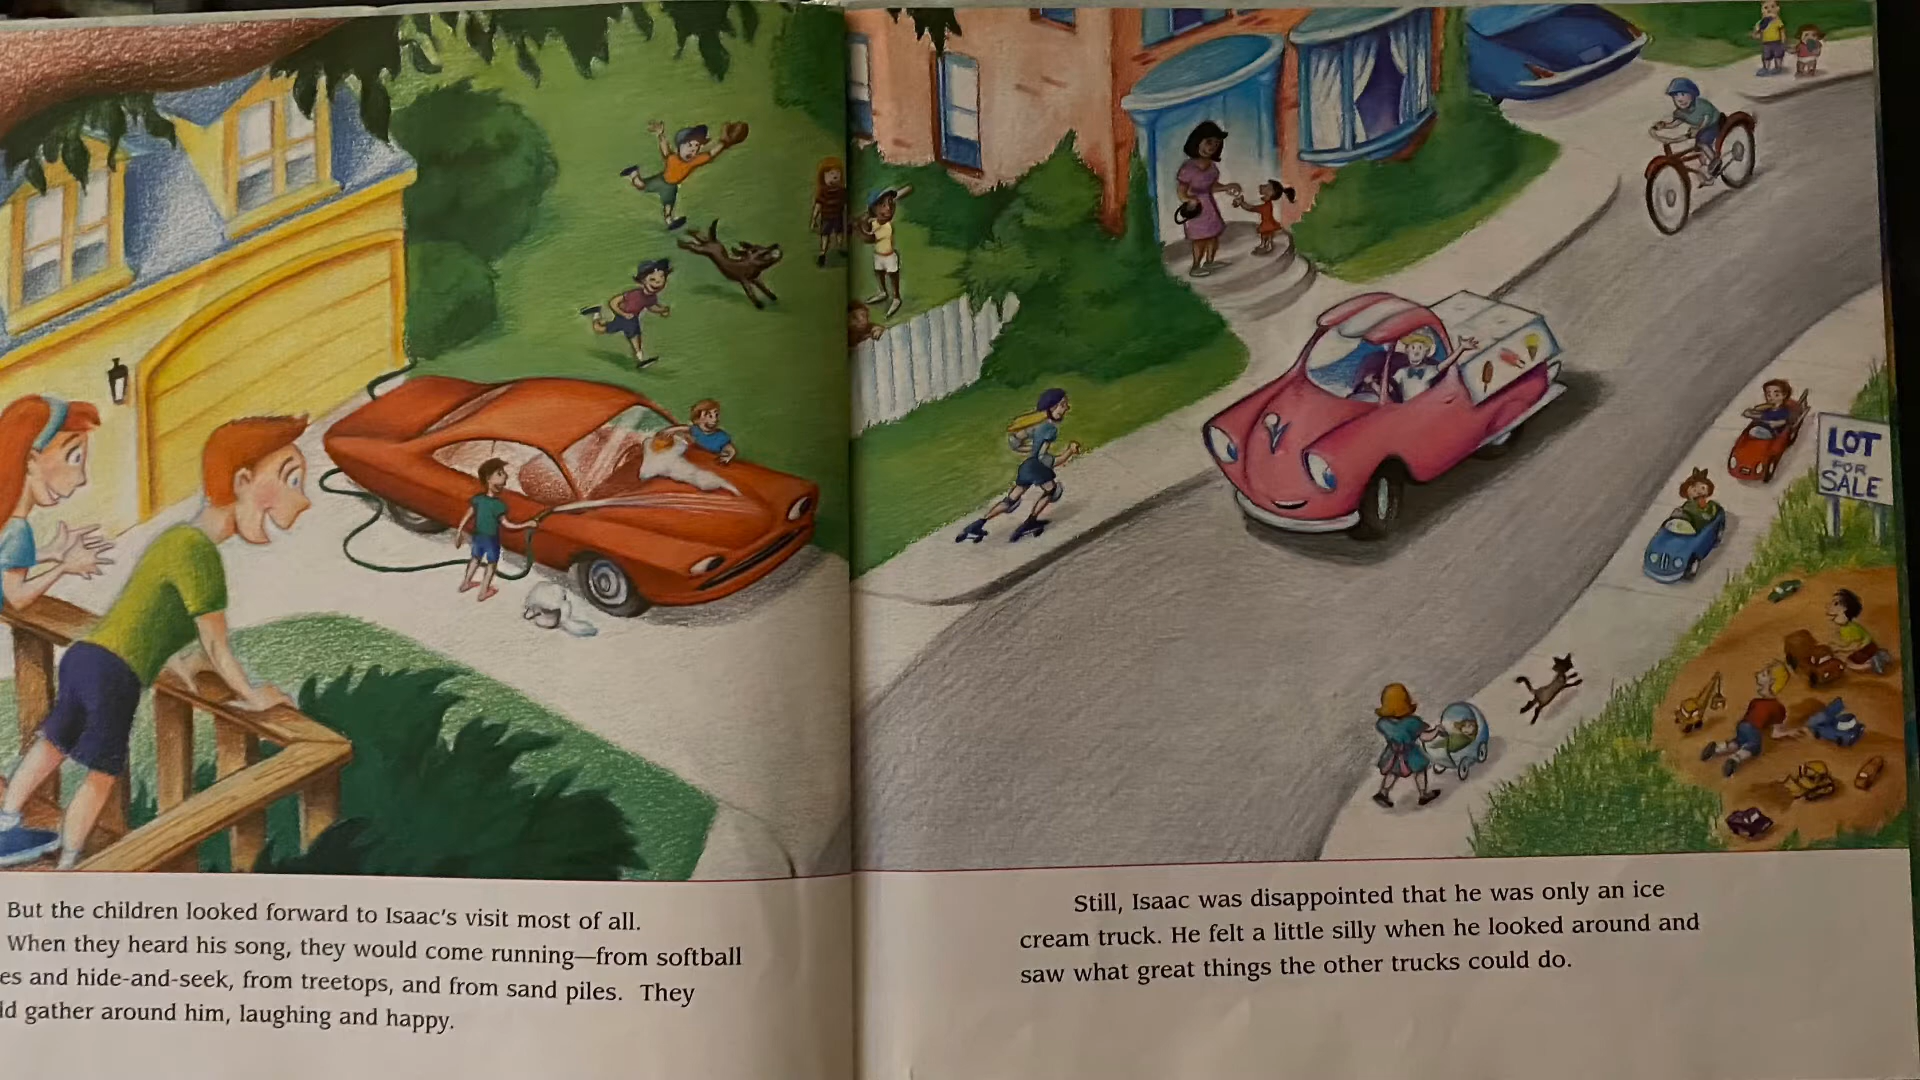 LOT
FOR
SALE
But the children looked forward to Isaac's visit most of all.
When they heard his song, they would come running—from softball
and hide-and-seek, from treetops, and from sand piles. They
gather around him, laughing and happy.
Still, Isaac was disappointed that he was only an ice
cream truck. He felt a little silly when he looked around and
saw what great things the other trucks could do.